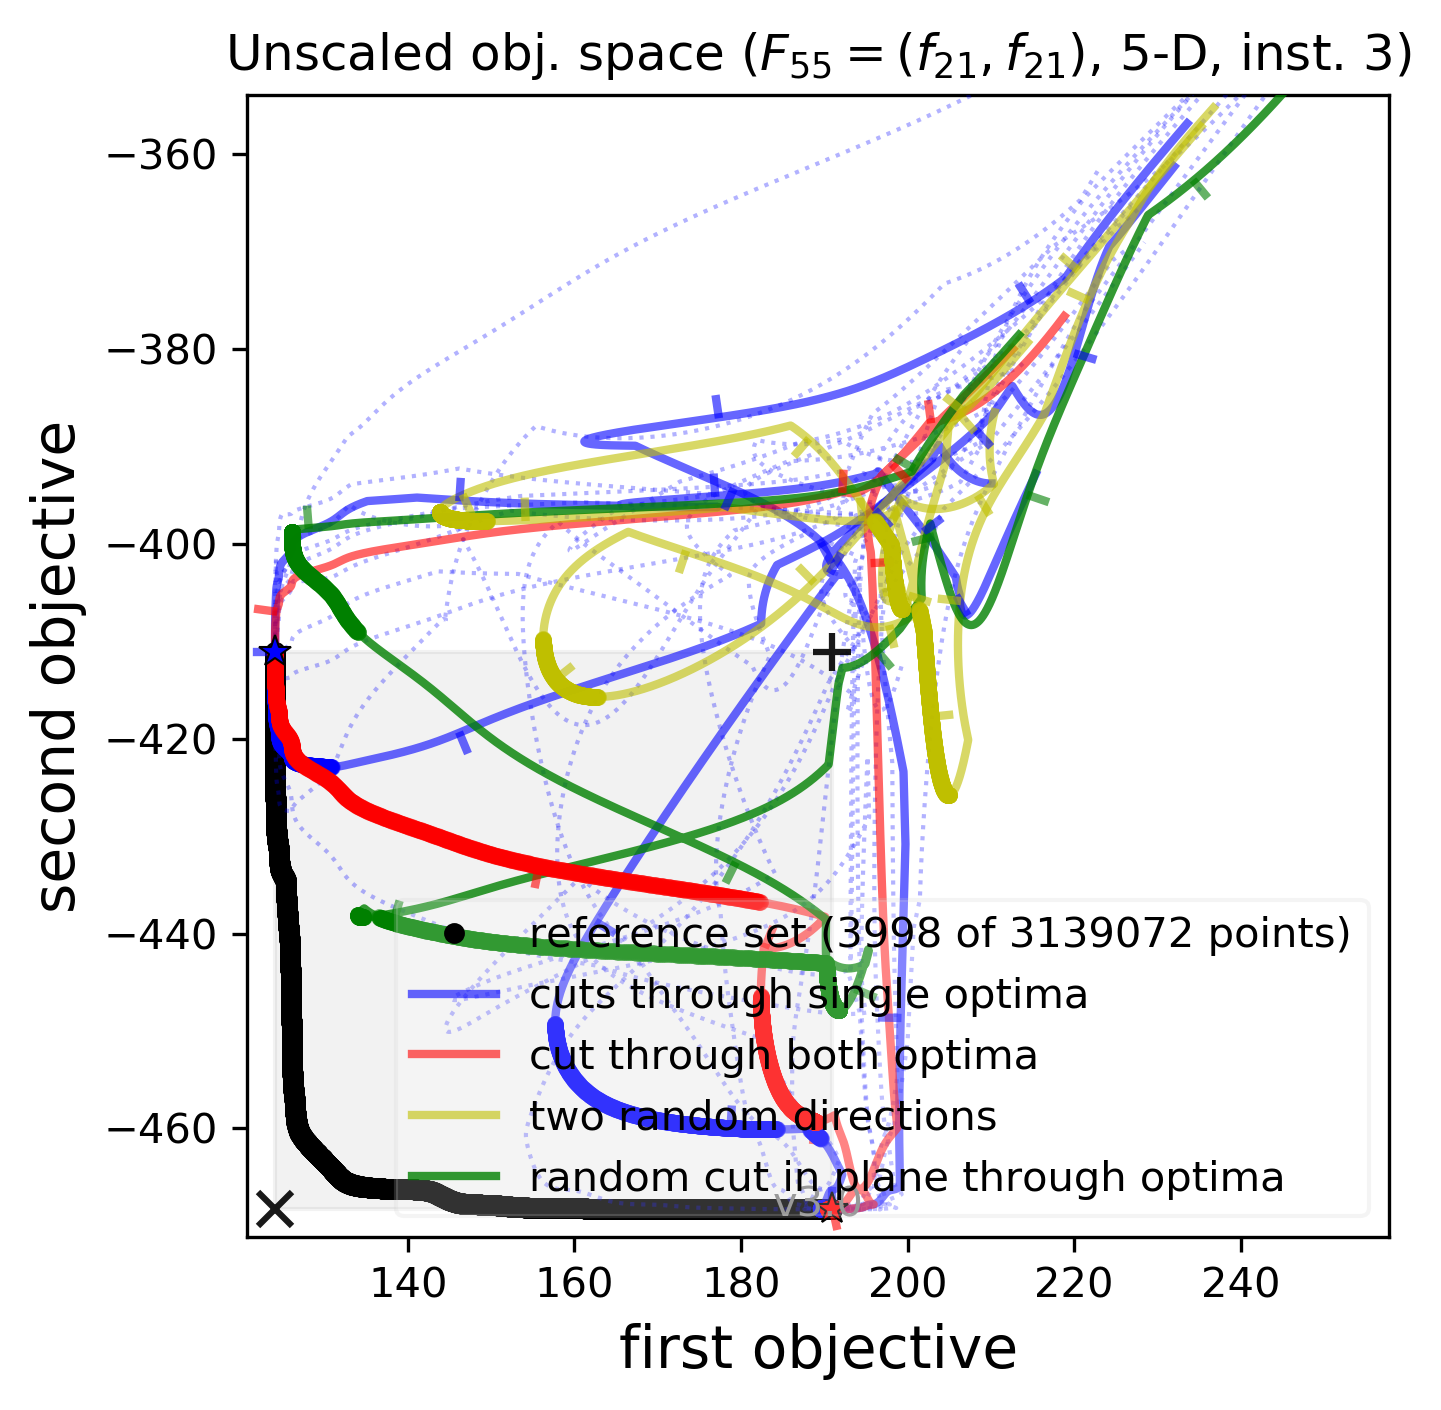 Unscaled obj. space (F55 = (f21, f21), 5-D, inst. 3)
second objective
−360
−380
−400
−420
−440
−460
reference set (3998 of 3139072 points)
cuts through single optima
cut through both optima
two random directions
random cut in plane through optima
140 160 180 200 220 240
first objective